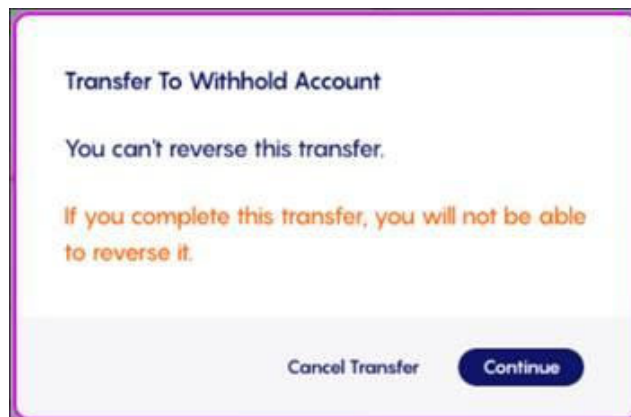 Transfer To Withhold Account
You can't reverse this transfer.
If you complete this transfer, you will not be able
to reverse it.
Cancel Transfer
Continue